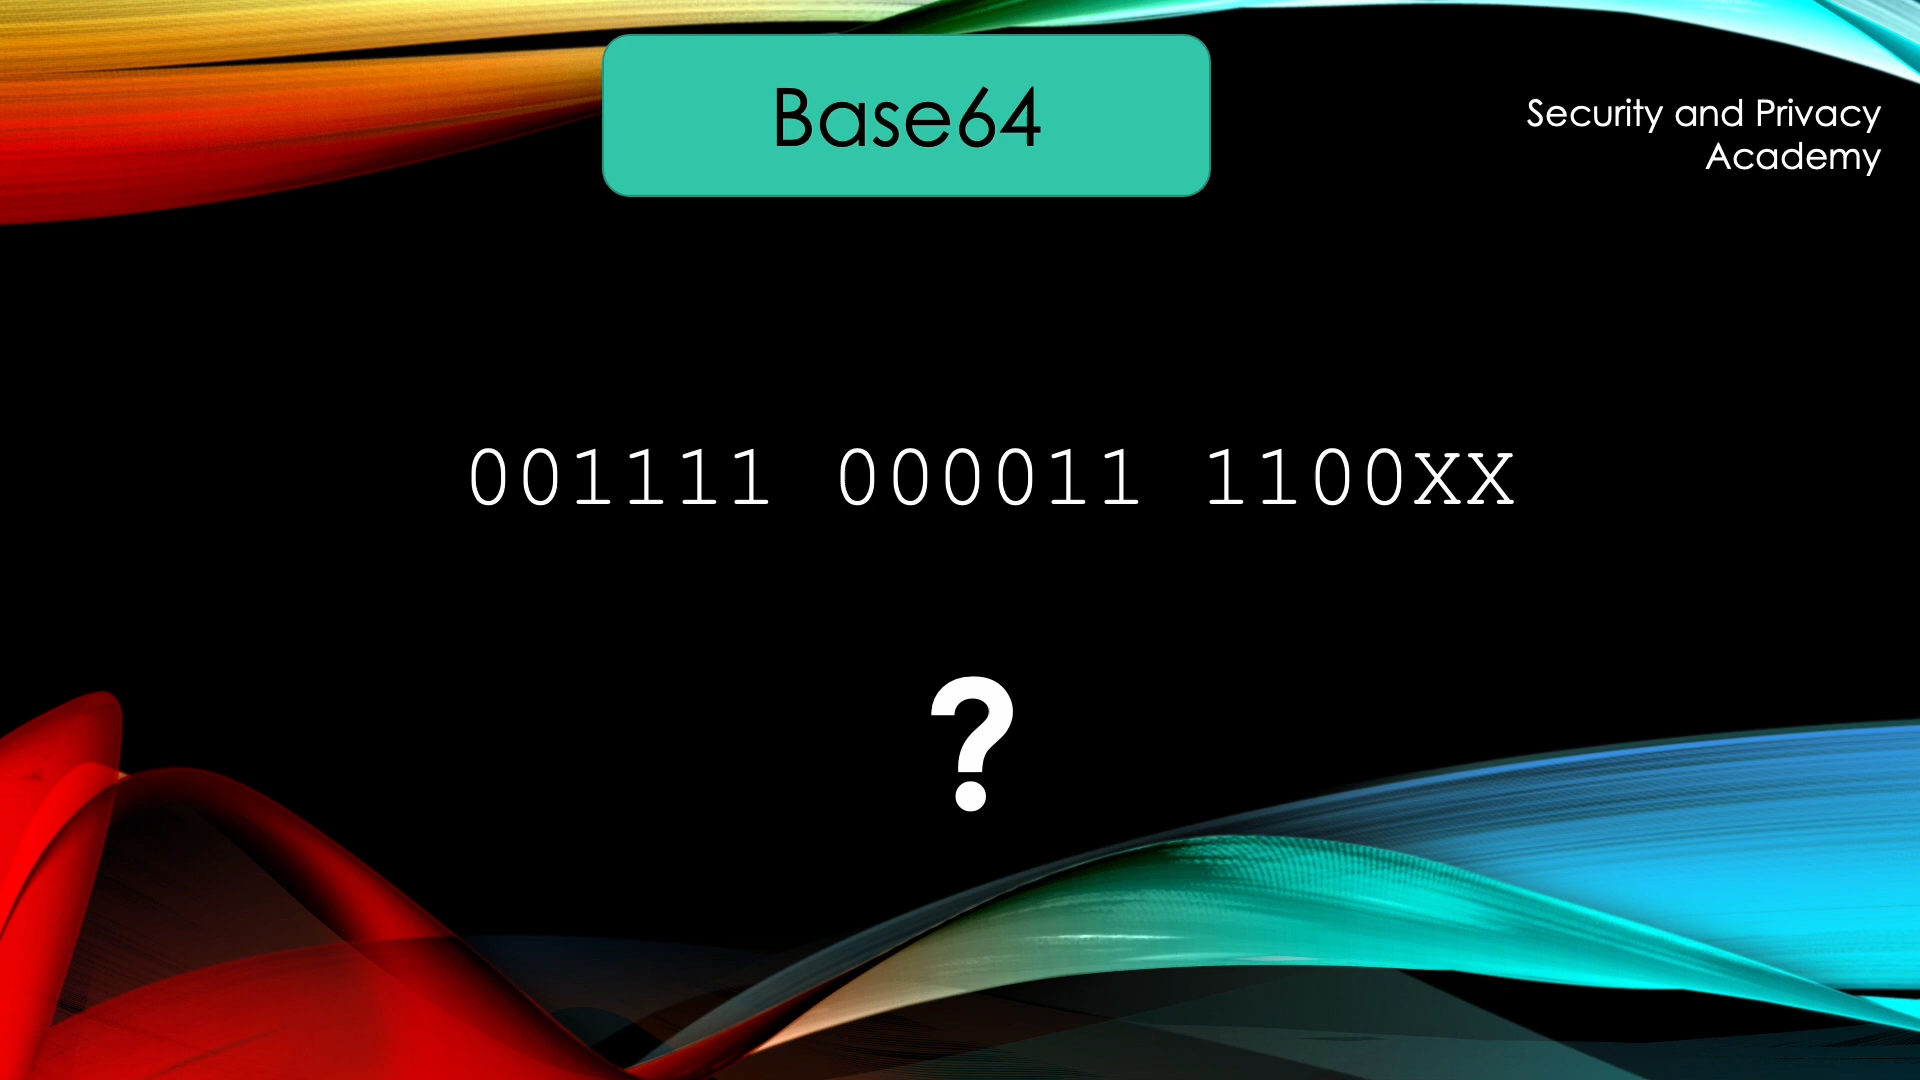 Base64
Security and Privacy
Academy
001111 000011 1100XX
?